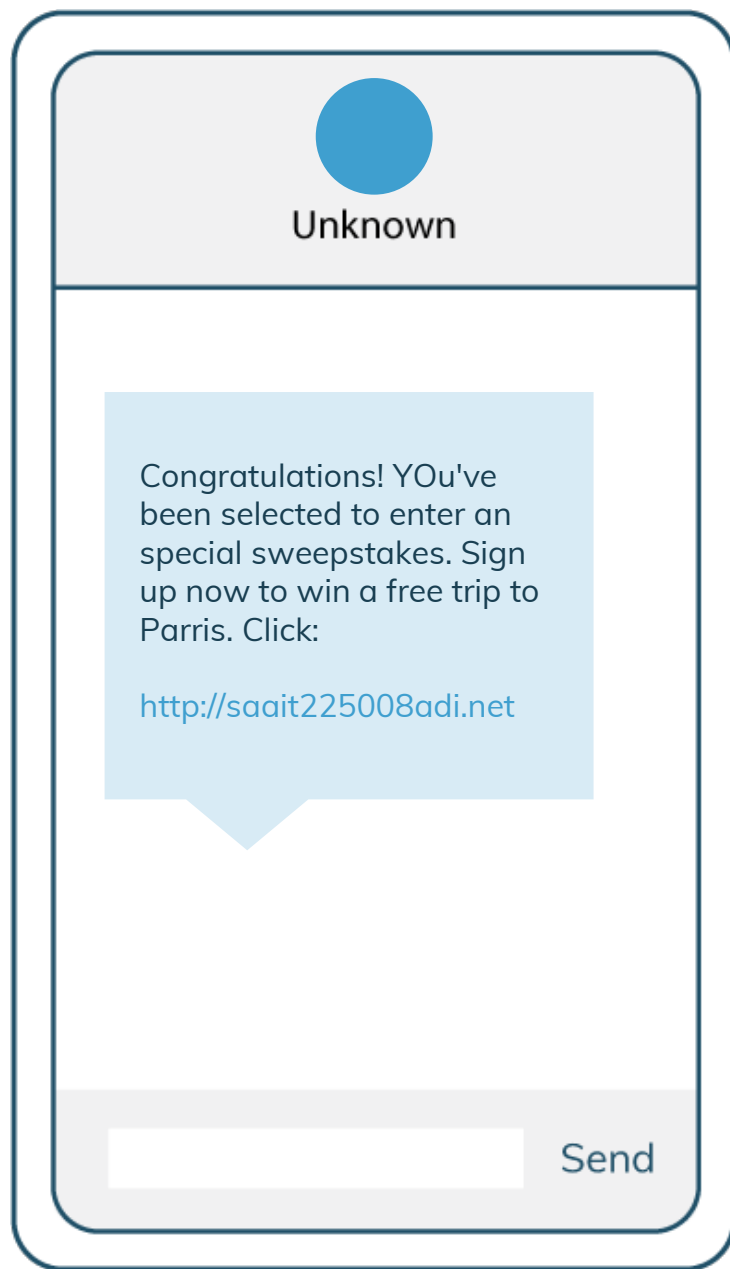 Unknown
Congratulations! YOu've
been selected to enter an
special sweepstakes. Sign
up now to win a free trip to
Parris. Click:
http://saait225008adi.net
Send